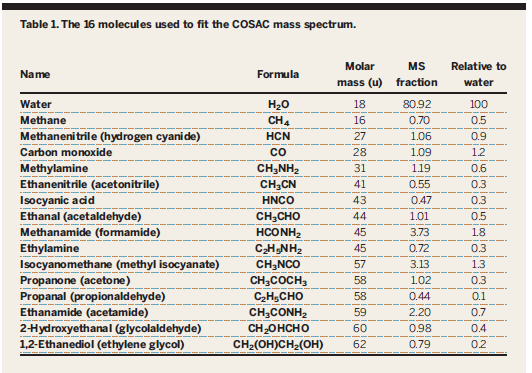 Table 1. The 16 molecules used to fit the COSAC mass spectrum.
Name Formula Molar mass (u) MS fraction Relative to water
Water H₂O 18 80.92 100
Methane CH₄ 16 0.70 0.5
Methanenitrile (hydrogen cyanide) HCN 27 1.06 0.9
Carbon monoxide CO 28 1.09 1.2
Methylamine CH₃NH₂ 31 1.19 0.6
Ethanenitrile (acetonitrile) CH₃CN 41 0.55 0.3
Isocyanic acid HNCO 43 0.47 0.3
Ethanal (acetaldehyde) CH₃CHO 44 1.01 0.5
Methanamide (formamide) HCONH₂ 45 3.73 1.8
Ethylamine C₂H₅NH₂ 45 0.72 0.3
Isocyanomethane (methyl isocyanate) CH₃NCO 57 3.13 1.3
Propanone (acetone) CH₃COCH₃ 58 1.02 0.3
Propanal (propionaldehyde) C₂H₅CHO 58 0.44 0.1
Ethanamide (acetamide) CH₃CONH₂ 59 2.20 0.7
2-Hydroxyethanal (glycolaldehyde) CH₂OHCHO 60 0.98 0.4
1,2-Ethanediol (ethylene glycol) CH₂(OH)CH₂(OH) 62 0.79 0.2